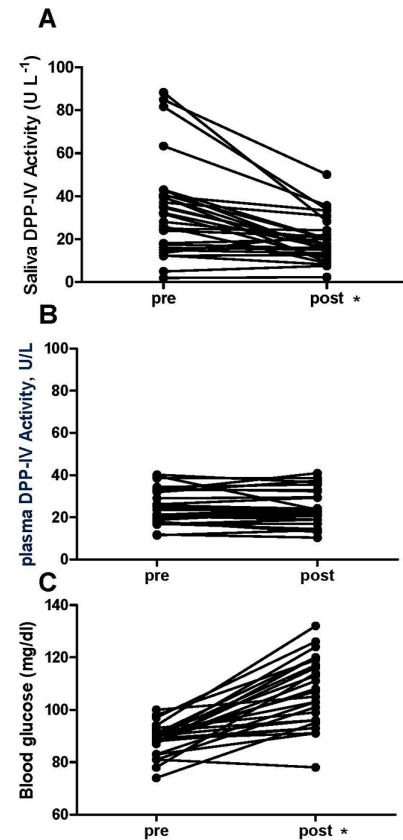 A
Saliva DPP-IV Activity (U L-1)
100
80
60
40
20
0
pre
post *
B
plasma DPP-IV Activity, U/L
100
80
60
40
20
0
pre
post
C
Blood glucose (mg/dl)
140
120
100
80
60
pre
post *